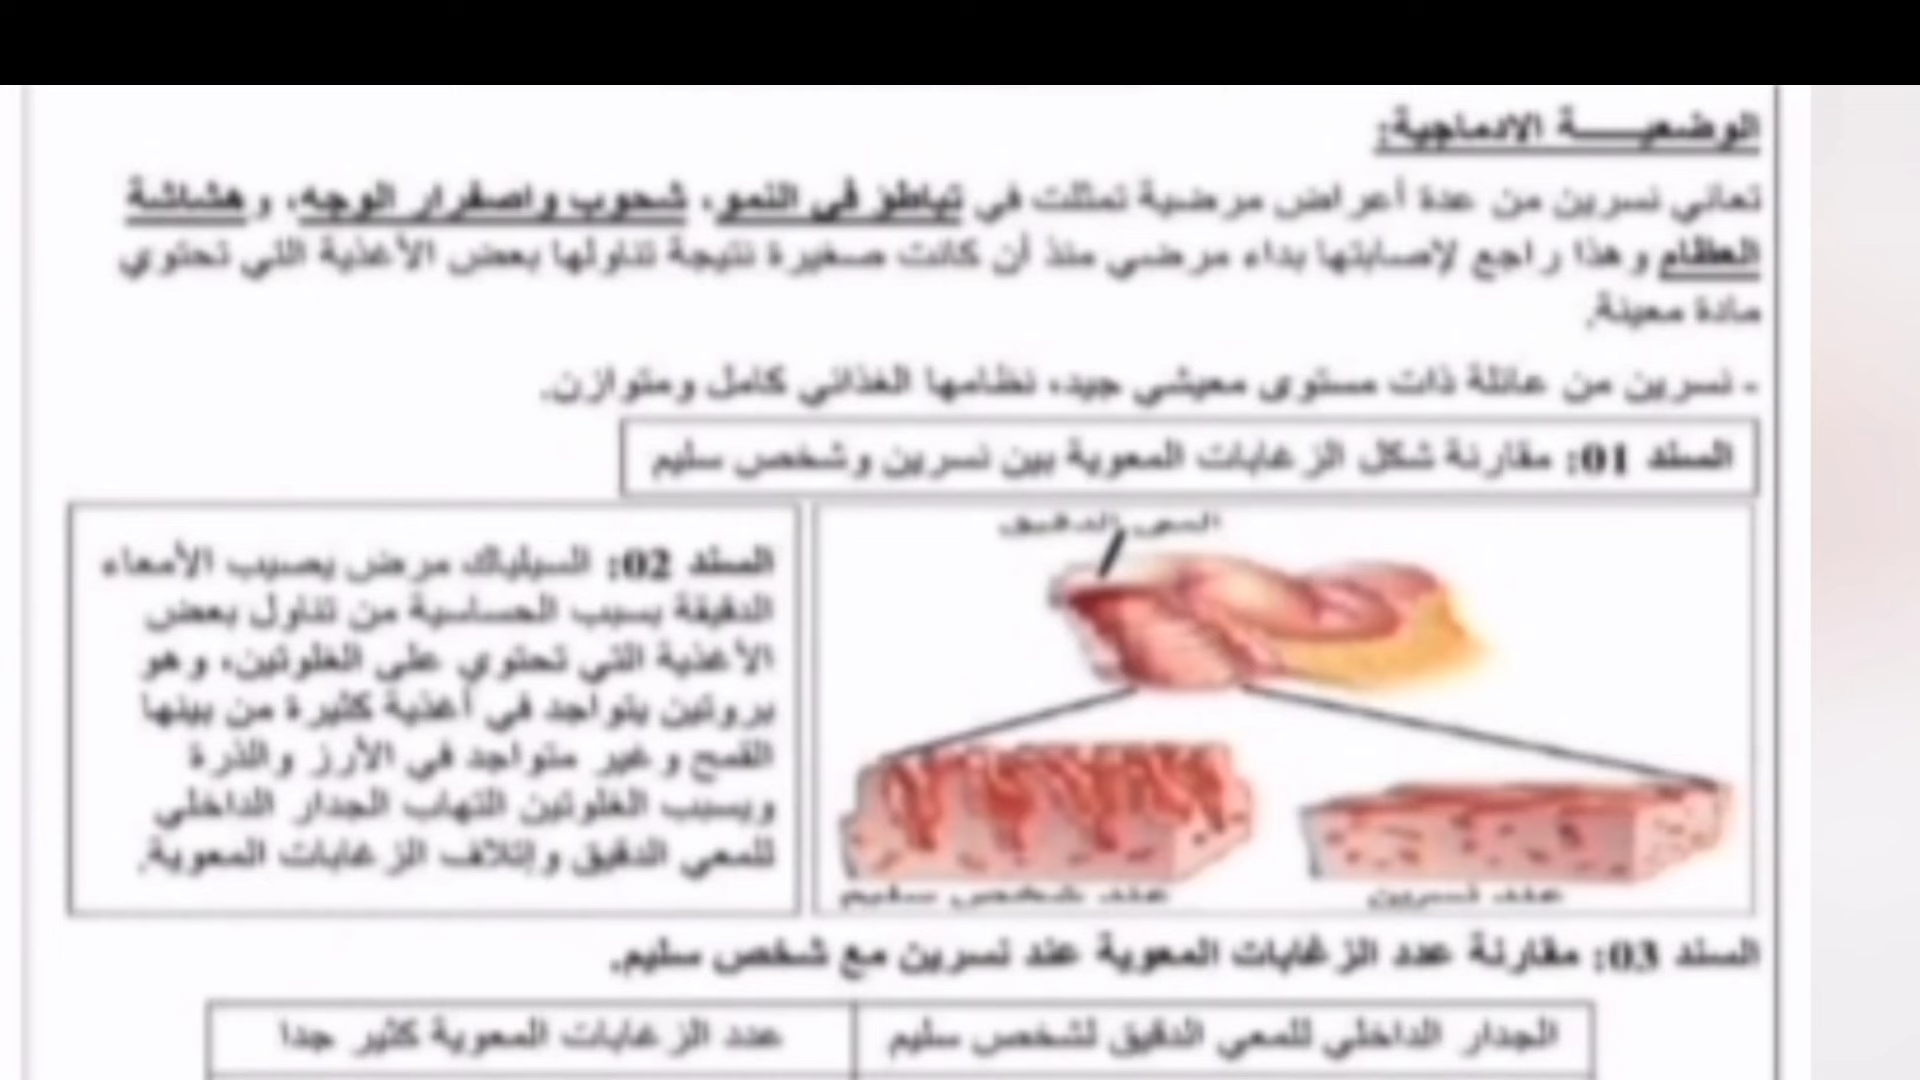 الوضعيــــة الادماجية:
تعاني نسرين من عدة أعراض مرضية تمثلت في تباطؤ في النمو، شحوب واصفرار الوجه، وهشاشة
العظام وهذا راجع لإصابتها بداء مرضي منذ أن كانت صغيرة نتيجة تناولها بعض الأغذية التي تحتوي
مادة معينة.
- نسرين من عائلة ذات مستوى معيشي جيد، نظامها الغذائي كامل ومتوازن.
السند 01: مقارنة شكل الزغابات المعوية بين نسرين وشخص سليم
المعي الدقيق
عند نسرين
عند شخص سليم
السند 02: السيلياك مرض يصيب الأمعاء
الدقيقة بسبب الحساسية من تناول بعض
الأغذية التي تحتوي على الغلوتين، وهو
بروتين يتواجد في أغذية كثيرة من بينها
القمح وغير متواجد في الأرز والذرة
ويسبب الغلوتين التهاب الجدار الداخلي
للمعي الدقيق وإتلاف الزغابات المعوية.
السند 03: مقارنة عدد الزغابات المعوية عند نسرين مع شخص سليم.
الجدار الداخلي للمعي الدقيق لشخص سليم
عدد الزغابات المعوية كثير جدا